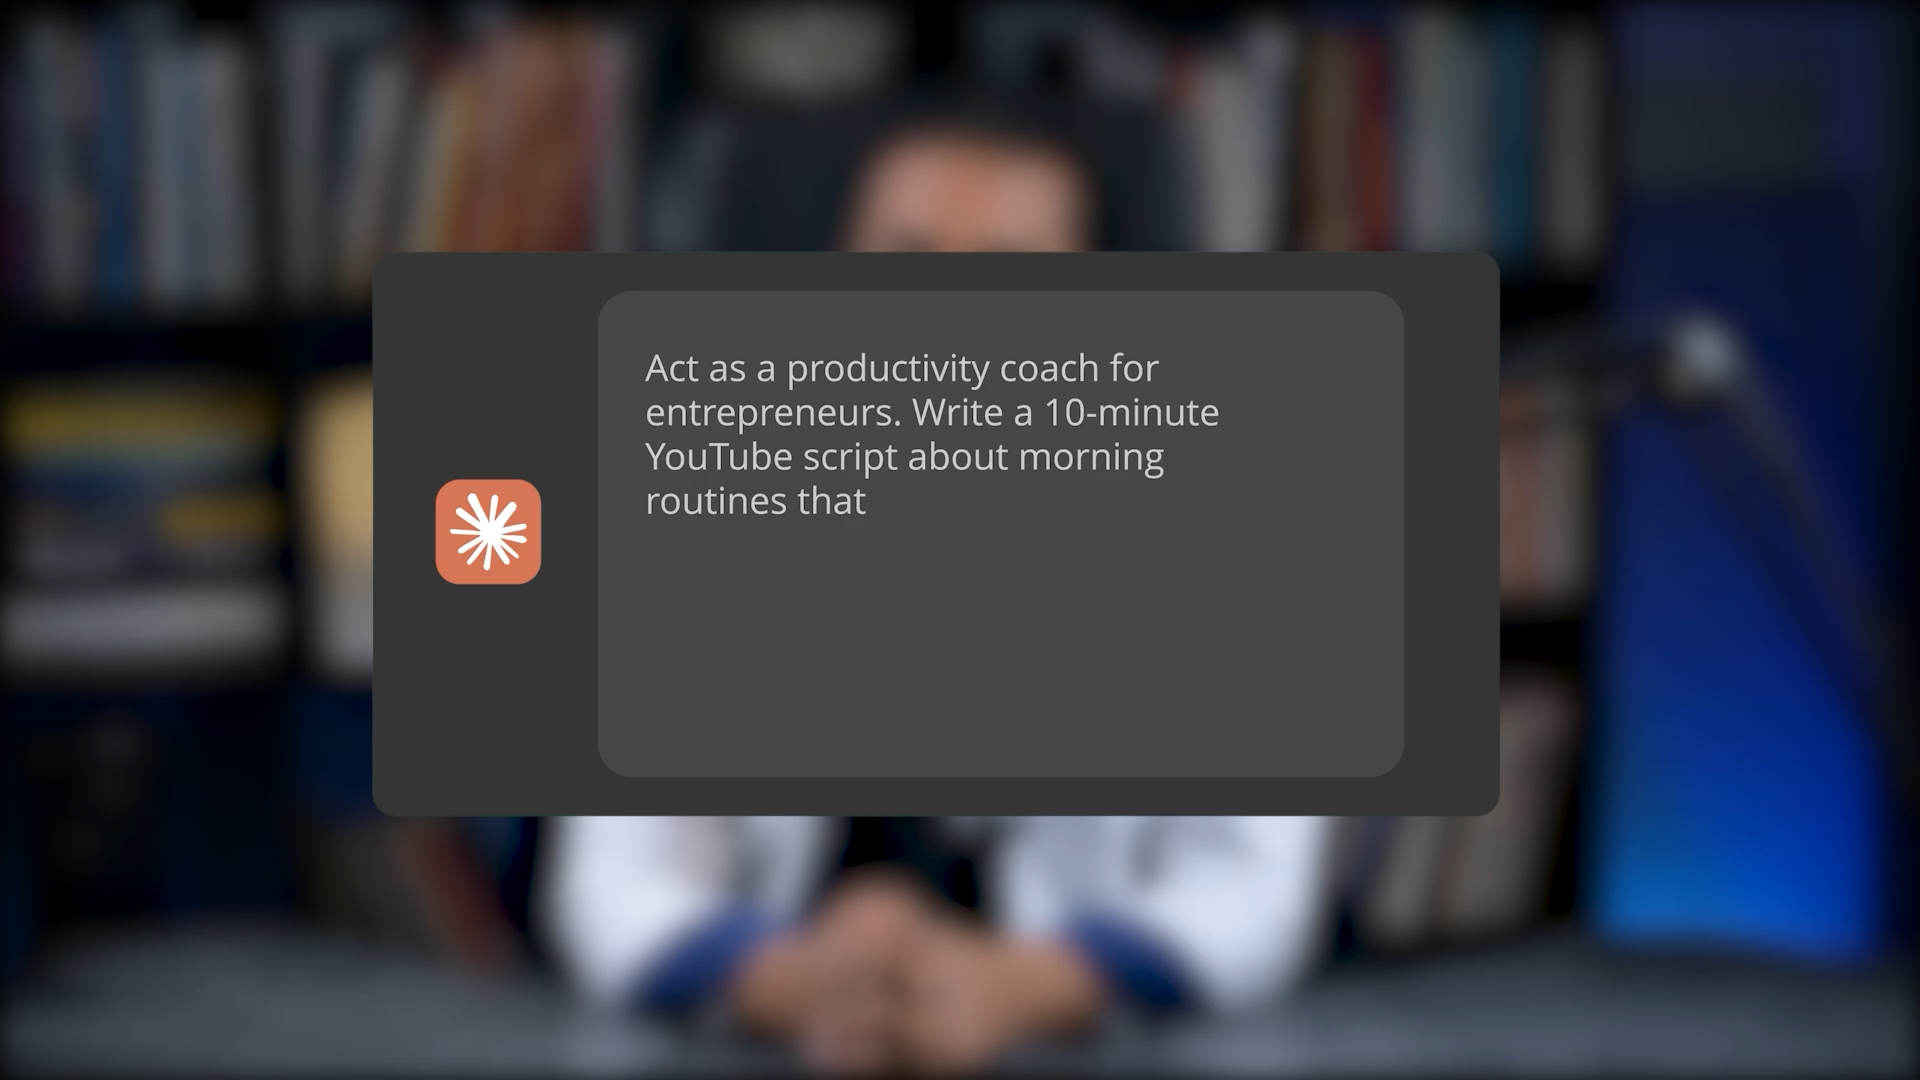 Act as a productivity coach for
entrepreneurs. Write a 10-minute
YouTube script about morning
routines that